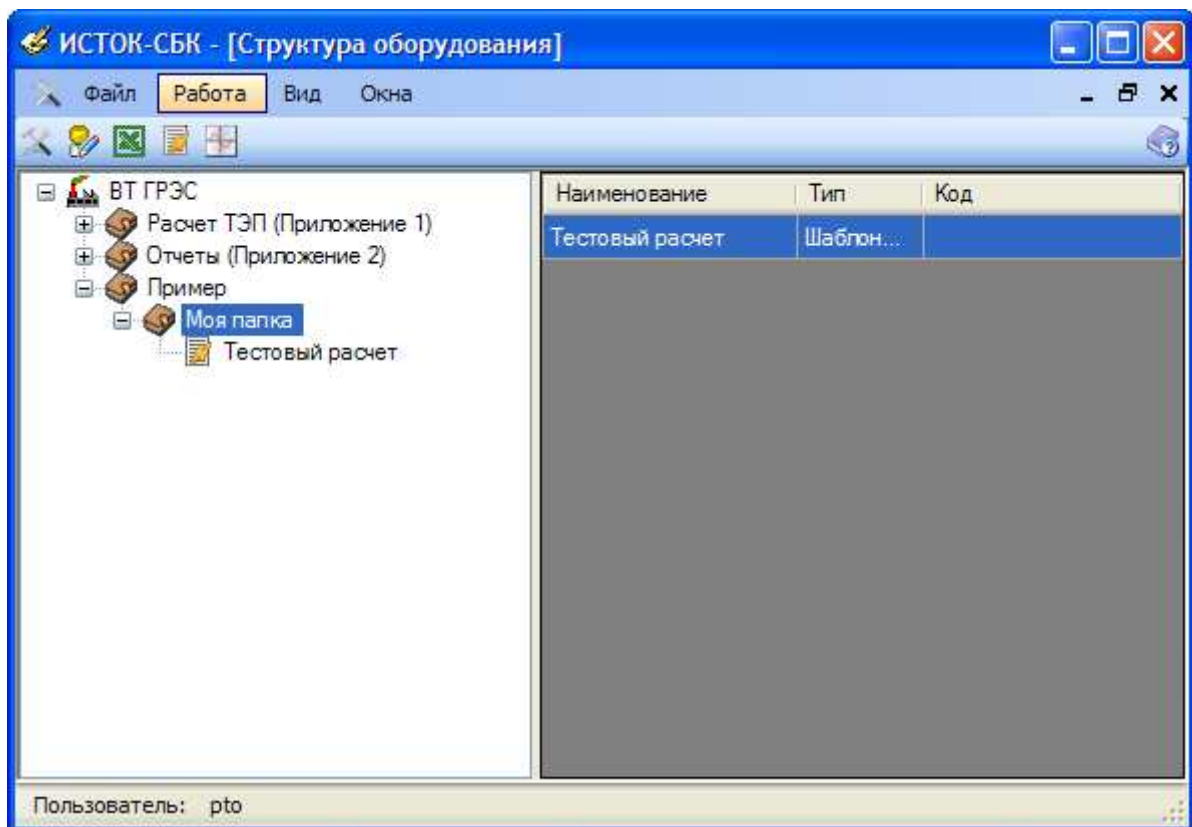 ИСТОК-СБК - [Структура оборудования]
Файл Работа Вид Окна
ВТ ГРЭС
Расчет ТЭП (Приложение 1)
Отчеты (Приложение 2)
Пример
Моя папка
Тестовый расчет
Наименование Тип Код
Тестовый расчет Шаблон...
Пользователь: pto